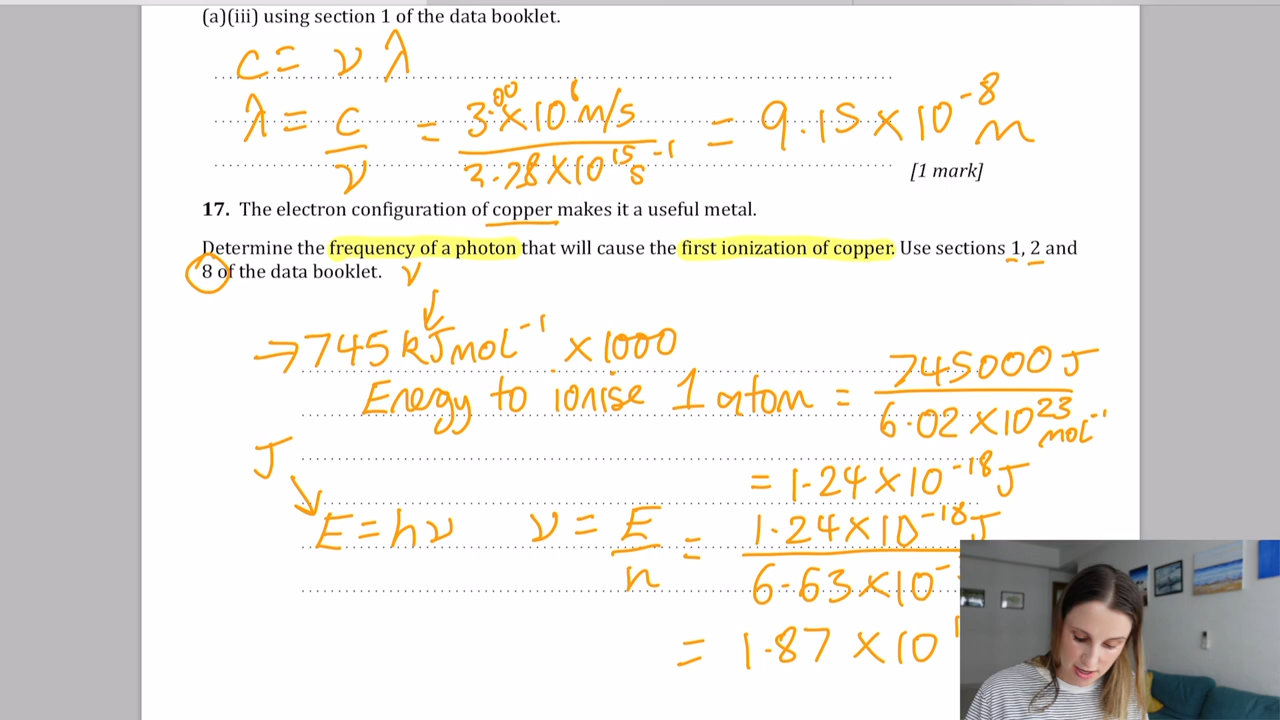 (a)(iii) using section 1 of the data booklet.
c = ν λ
λ = c/ν = 3.00 × 10⁸ m/s / 3.28 × 10¹⁵ s⁻¹ = 9.15 × 10⁻⁸ m
[1 mark]
17. The electron configuration of copper makes it a useful metal.
Determine the frequency of a photon that will cause the first ionization of copper. Use sections 1, 2 and
8 of the data booklet.
ν
→ 745 kJ mol⁻¹ × 1000
Energy to ionise 1 atom = 745000 J / 6.02 × 10²³ mol⁻¹
J
= 1.24 × 10⁻¹⁸ J
E = hν ν = E/h = 1.24 × 10⁻¹⁸ J / 6.63 × 10⁻
= 1.87 × 10